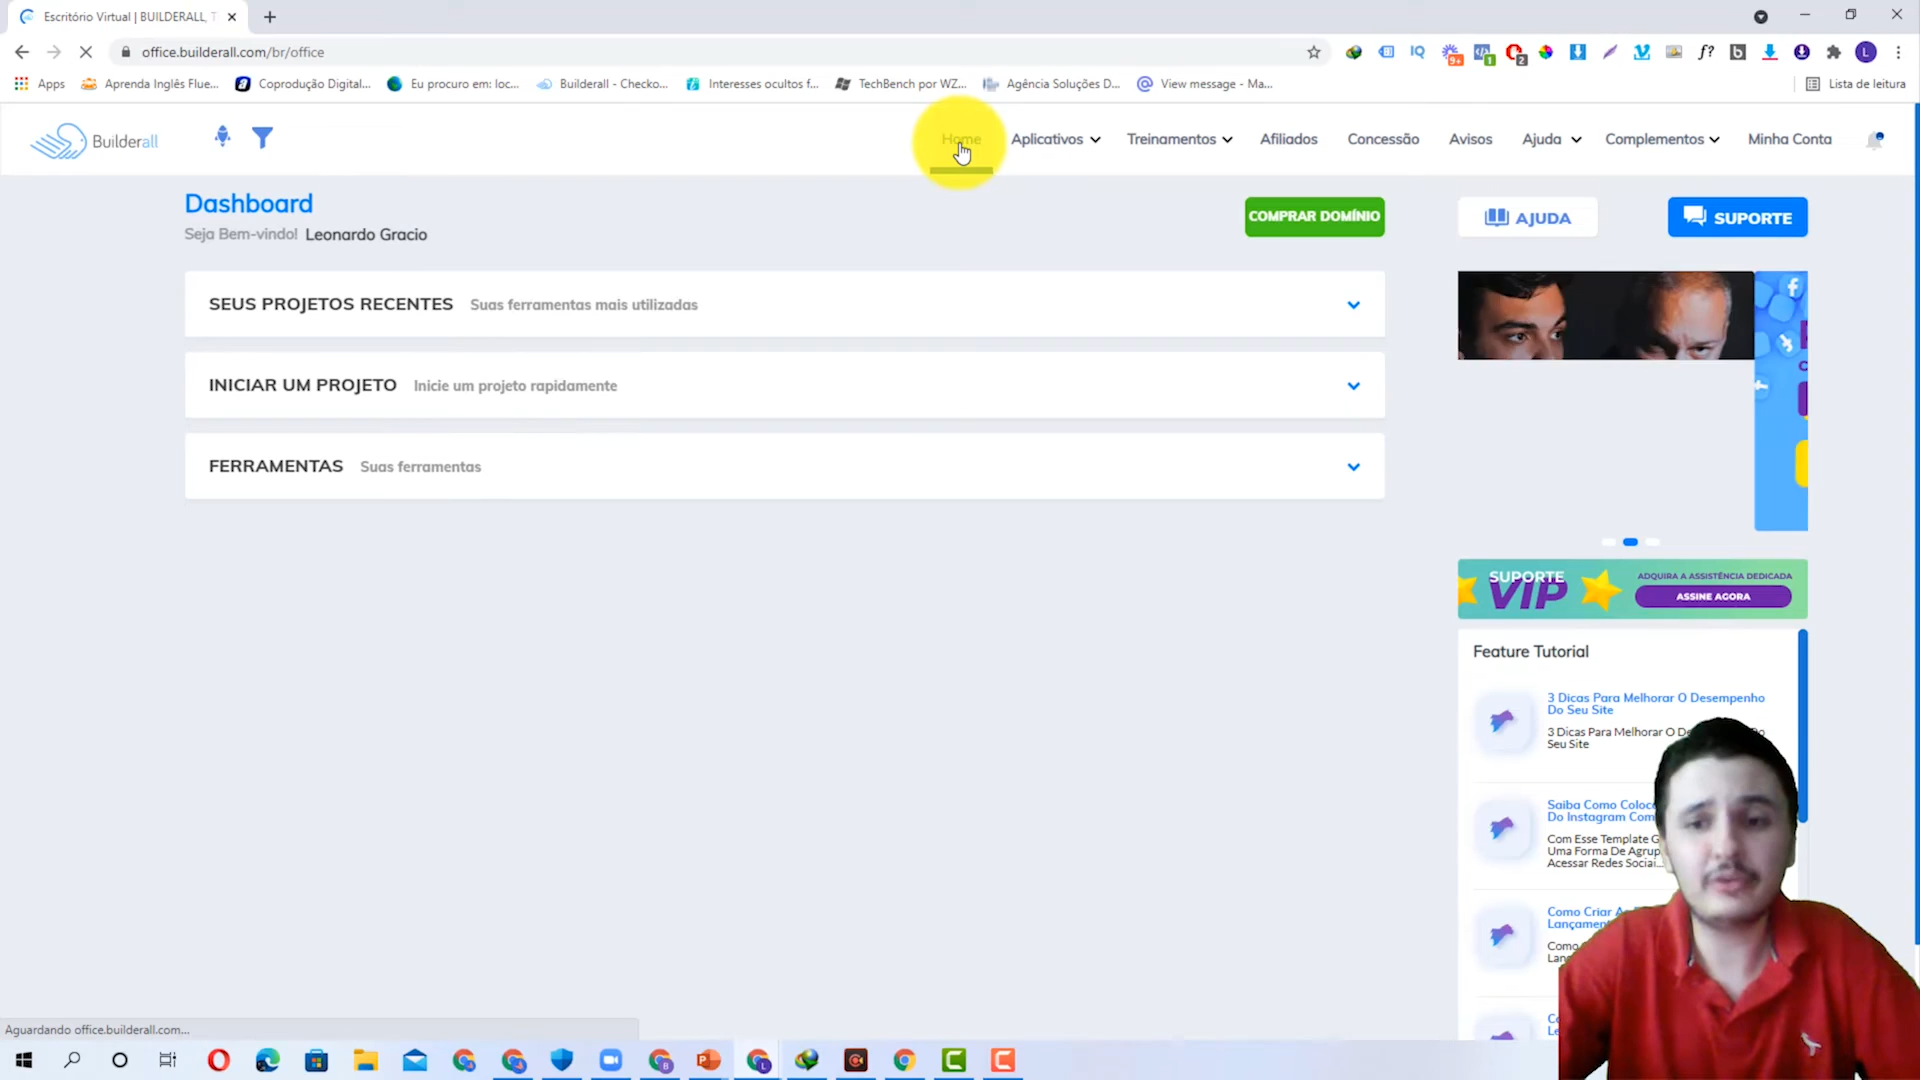 Escritório Virtual | BUILDERALL, T
office.builderall.com/br/office
IQ
9+
1
2
f?
b
L
Apps
Aprenda Inglês Flue...
Coprodução Digital...
Eu procuro em: loc...
Builderall - Checko...
Interesses ocultos f...
TechBench por WZ...
Agência Soluções D...
View message - Ma...
Lista de leitura
Builderall
Home
Aplicativos
Treinamentos
Afiliados
Concessão
Avisos
Ajuda
Complementos
Minha Conta
Dashboard
Seja Bem-vindo! Leonardo Gracio
COMPRAR DOMÍNIO
AJUDA
SUPORTE
SEUS PROJETOS RECENTES Suas ferramentas mais utilizadas
INICIAR UM PROJETO Inicie um projeto rapidamente
FERRAMENTAS Suas ferramentas
SUPORTE
VIP
ADQUIRA A ASSISTÊNCIA DEDICADA
ASSINE AGORA
Feature Tutorial
3 Dicas Para Melhorar O Desempenho
Do Seu Site
3 Dicas Para Melhorar O
Seu Site
Saiba Como Coloc
Do Instagram Com
Com Esse Template G
Uma Forma De Agrup
Acessar Redes Sociai...
Como Criar A
Lançamen
Como
Lan
Aguardando office.builderall.com...